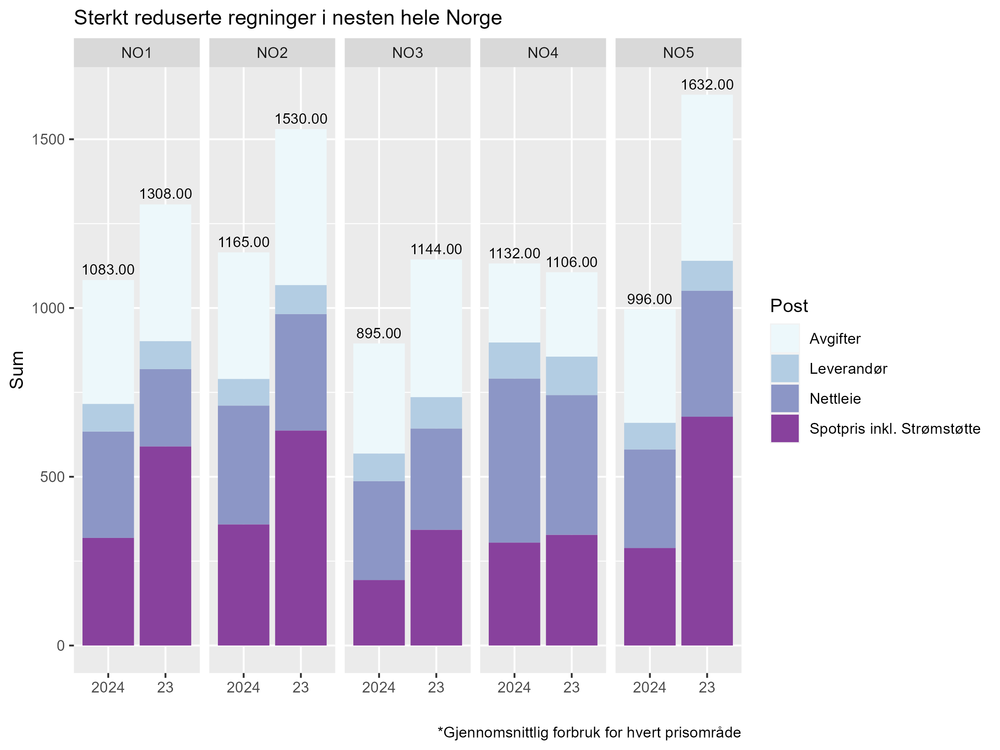 Sterkt reduserte regninger i nesten hele Norge
NO1 NO2 NO3 NO4 NO5
1632.00
1530.00
1500
1308.00
1165.00
1144.00
1132.00
1106.00
1083.00
996.00
1000
895.00
500
0
Sum
2024 23 2024 23 2024 23 2024 23 2024 23
Post
Avgifter
Leverandør
Nettleie
Spotpris inkl. Strømstøtte
*Gjennomsnittlig forbruk for hvert prisområde